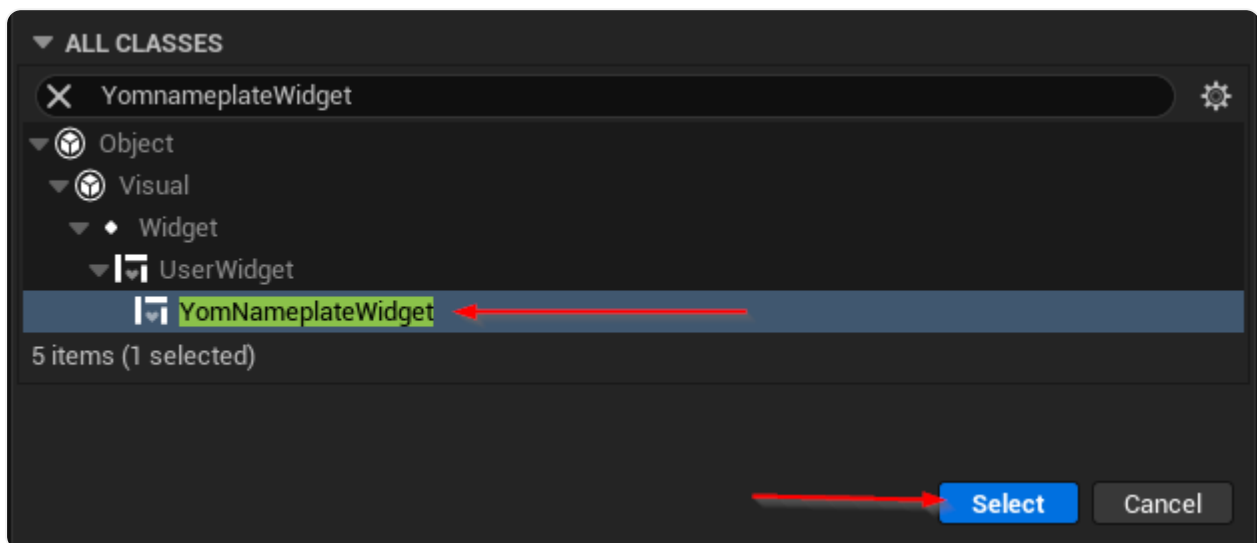 ALL CLASSES
YomnameplateWidget
Object
Visual
Widget
UserWidget
YomNameplateWidget
5 items (1 selected)
Select Cancel